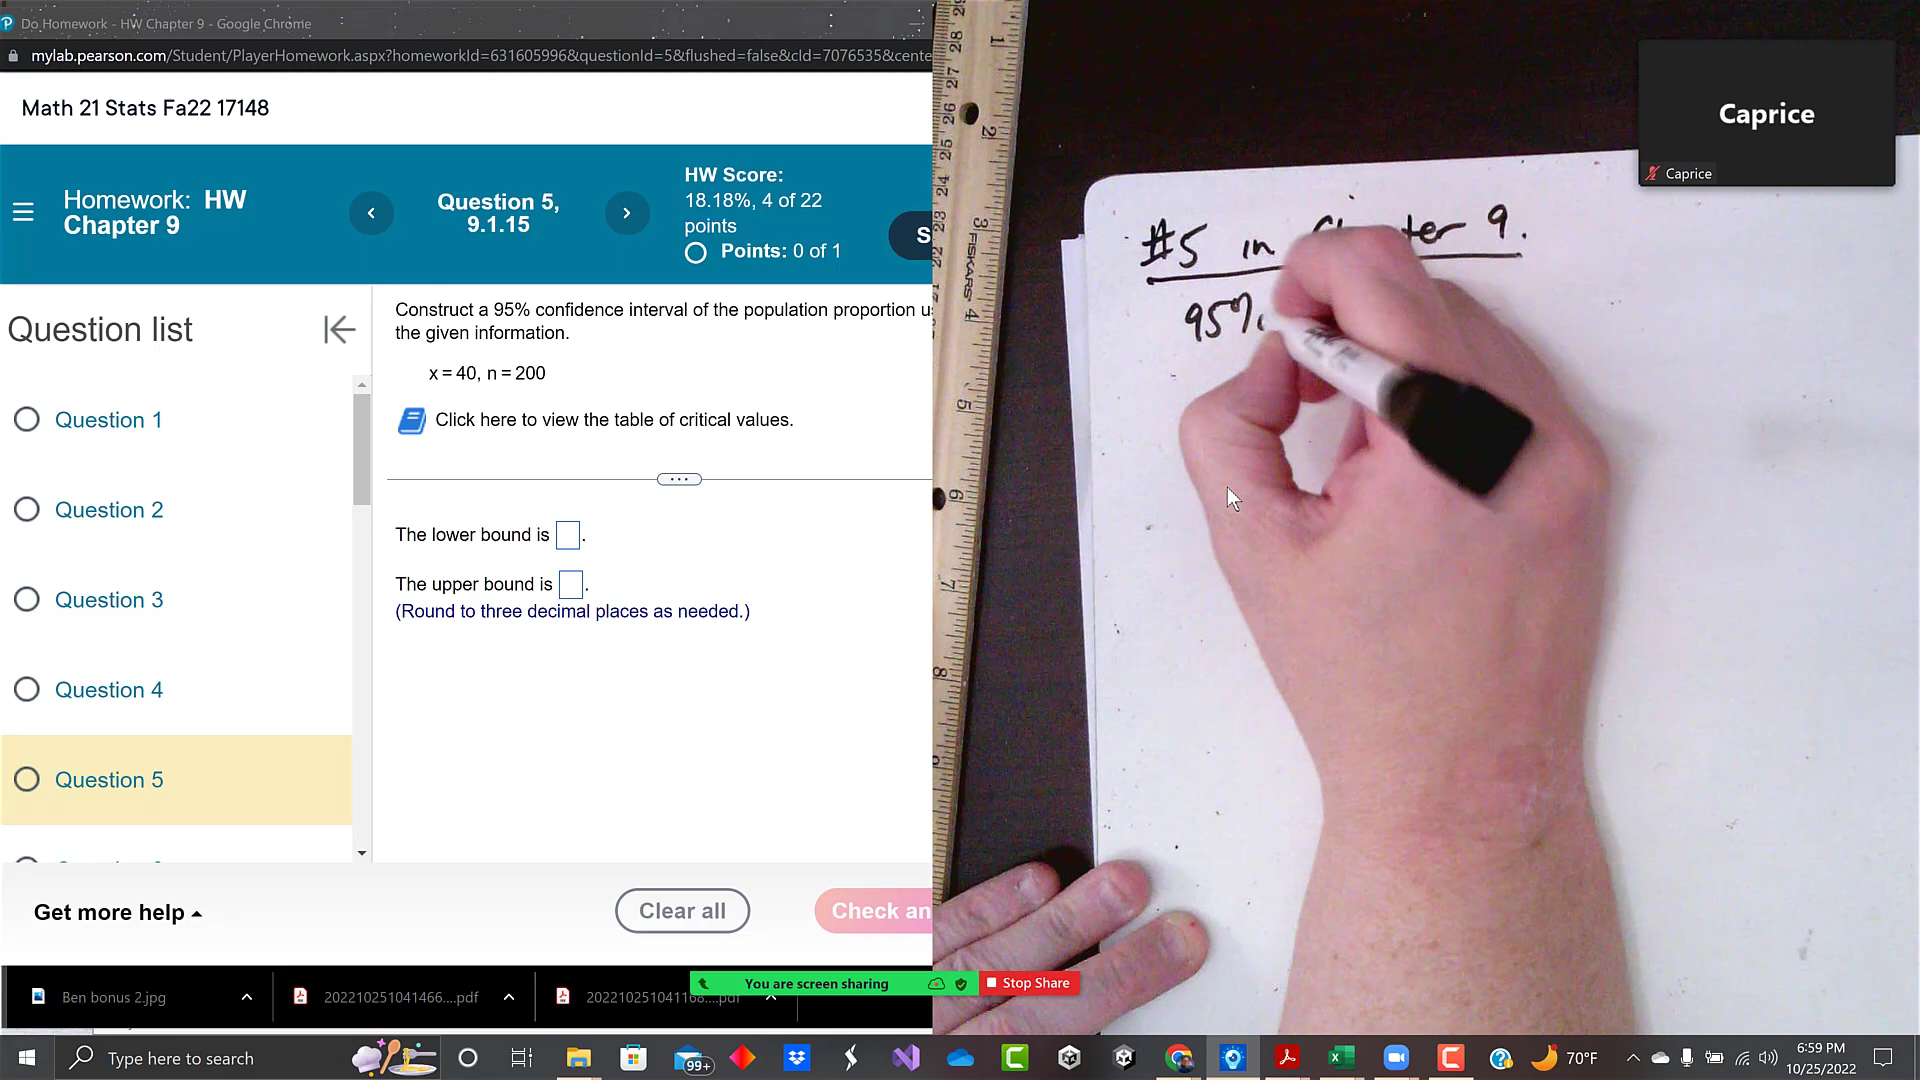 Do Homework - HW Chapter 9 - Google Chrome
mylab.pearson.com/Student/PlayerHomework.aspx?homeworkId=631605996&questionId=5&flushed=false&cId=7076535&cente
Math 21 Stats Fa22 17148
Homework: HW
Chapter 9
Question 5,
9.1.15
HW Score:
18.18%, 4 of 22
points
Points: 0 of 1
S
Question list
Question 1
Question 2
Question 3
Question 4
Question 5
Construct a 95% confidence interval of the population proportion u
the given information.
x = 40, n = 200
Click here to view the table of critical values.
The lower bound is
.
The upper bound is
.
(Round to three decimal places as needed.)
Get more help
Clear all
Check an
Ben bonus 2.jpg
202210251041466....pdf
You are screen sharing
Stop Share
Type here to search
99+
70°F
6:59 PM
10/25/2022
FISKARS
#5 in
9.
95%
Caprice
Caprice